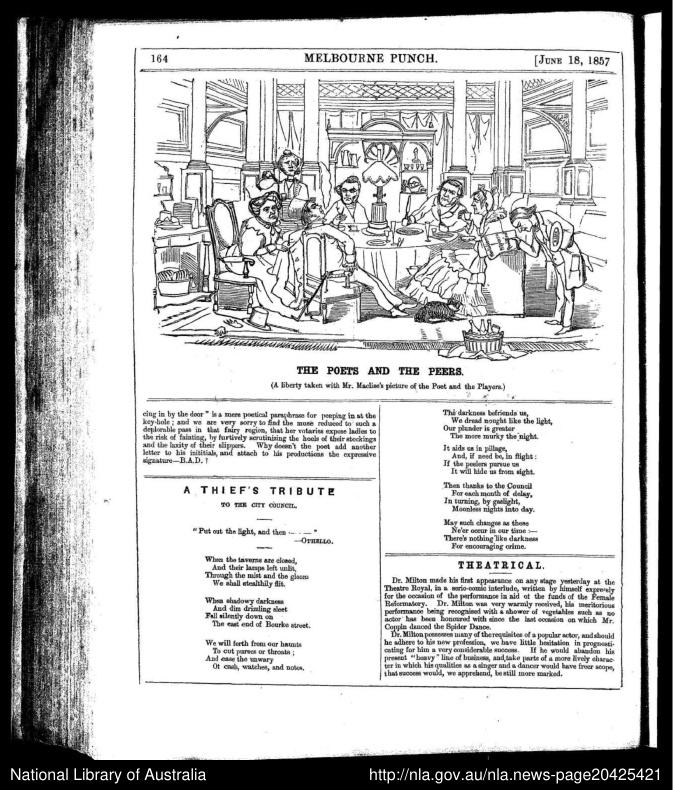 164
MELBOURNE PUNCH.
[JUNE 18, 1857
THE POETS AND THE PEERS.
(A liberty taken with Mr. Maclise's picture of the Poet and the Players.)
cing in by the door" is a mere poetical paraphrase for peeping in at the
key-hole; and we are very sorry to find the muse reduced to such a
deplorable pass in that fairy region, that her votaries expose ladies to
the risk of fainting, by furtively scrutinizing the heels of their stockings
and the laxity of their slippers. Why doesn't the poet add another
letter to his inititials, and attach to his productions the expressive
signature—B.A.D. ?
A THIEF'S TRIBUTE
TO THE CITY COUNCIL.
"Put out the light, and then — — —"
—OTHELLO.
When the taverns are closed,
And their lamps left unlit,
Through the mist and the gloom
We shall stealthily flit.
When shadowy darkness
And dim drizzling sleet
Fall silently down on
The east end of Bourke street.
We will forth from our haunts
To cut purses or throats;
And ease the unwary
Of cash, watches, and notes.
The darkness befriends us,
We dread nought like the light,
Our plunder is greater
The more murky the night.
It aids us in pillage,
And, if need be, in flight:
If the peelers pursue us
It will hide us from sight.
Then thanks to the Council
For each month of delay,
In turning, by gaslight,
Moonless nights into day.
May such changes as these
Ne'er occur in our time:—
There's nothing like darkness
For encouraging crime.
THEATRICAL.
Dr. Milton made his first appearance on any stage yesterday at the
Theatre Royal, in a serio-comic interlude, written by himself expressly
for the occasion of the performance in aid of the funds of the Female
Reformatory. Dr. Milton was very warmly received, his meritorious
performance being recognised with a shower of vegetables such as no
actor has been honoured with since the last occasion on which Mr.
Coppin danced the Spider Dance.
Dr. Milton possesses many of the requisites of a popular actor, and should
he adhere to his new profession, we have little hesitation in prognosti-
cating for him a very considerable success. If he would abandon his
present "heavy" line of business, and take parts of a more lively charac-
ter in which his qualities as a singer and a dancer would have freer scope,
that success would, we apprehend, be still more marked.
National Library of Australia
http://nla.gov.au/nla.news-page20425421